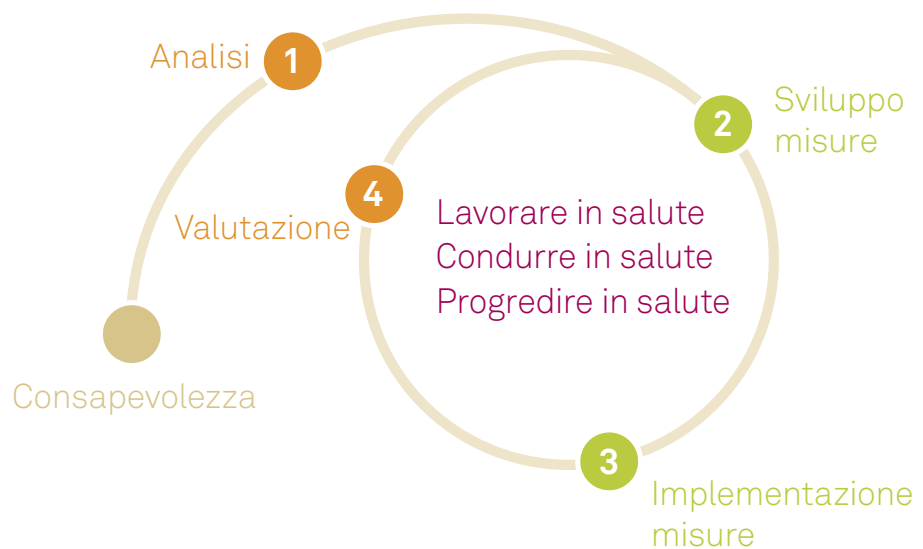 Analisi
1
2
Sviluppo
misure
4
Valutazione
Lavorare in salute
Condurre in salute
Progredire in salute
Consapevolezza
3
Implementazione
misure